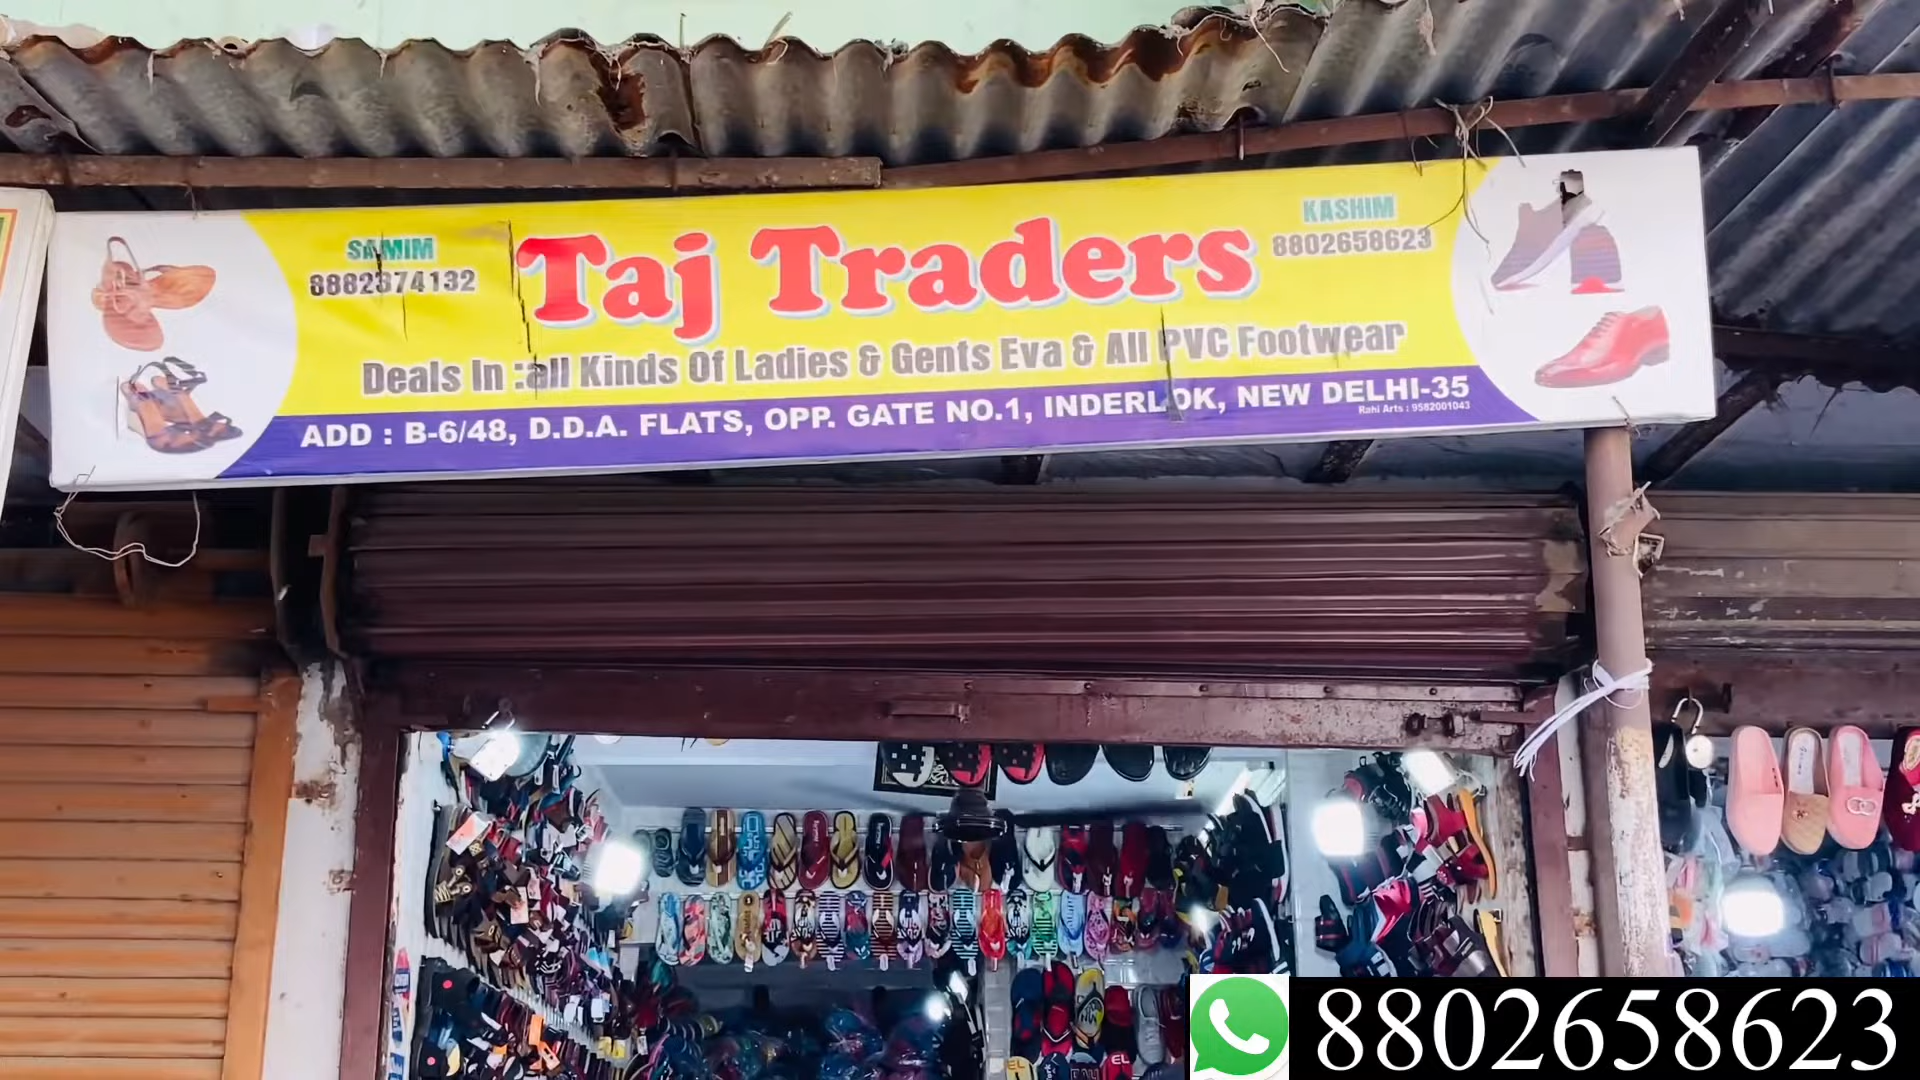 SAMIM
8882374132
Taj Traders
KASHIM
8802658623
Deals In :all Kinds Of Ladies & Gents Eva & All PVC Footwear
ADD : B-6/48, D.D.A. FLATS, OPP. GATE NO.1, INDERLOK, NEW DELHI-35
Rahi Arts : 9582001043
8802658623